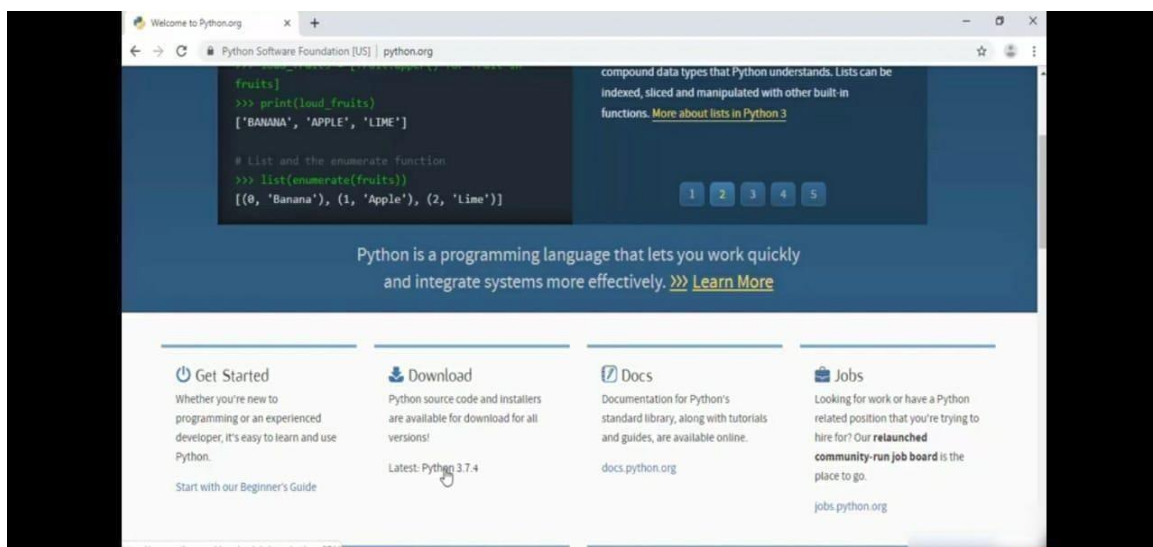 Welcome to Python.org
Python Software Foundation [US] | python.org
fruits]
>>> print(loud_fruits)
['BANANA', 'APPLE', 'LIME']
# List and the enumerate function
>>> list(enumerate(fruits))
[(0, 'Banana'), (1, 'Apple'), (2, 'Lime')]
compound data types that Python understands. Lists can be
indexed, sliced and manipulated with other built-in
functions. More about lists in Python 3
1 2 3 4 5
Python is a programming language that lets you work quickly
and integrate systems more effectively. >>> Learn More
Get Started
Whether you're new to
programming or an experienced
developer, it's easy to learn and use
Python.
Start with our Beginner's Guide
Download
Python source code and installers
are available for download for all
versions!
Latest: Python 3.7.4
Docs
Documentation for Python's
standard library, along with tutorials
and guides, are available online.
docs.python.org
Jobs
Looking for work or have a Python
related position that you're trying to
hire for? Our relaunched
community-run job board is the
place to go.
jobs.python.org